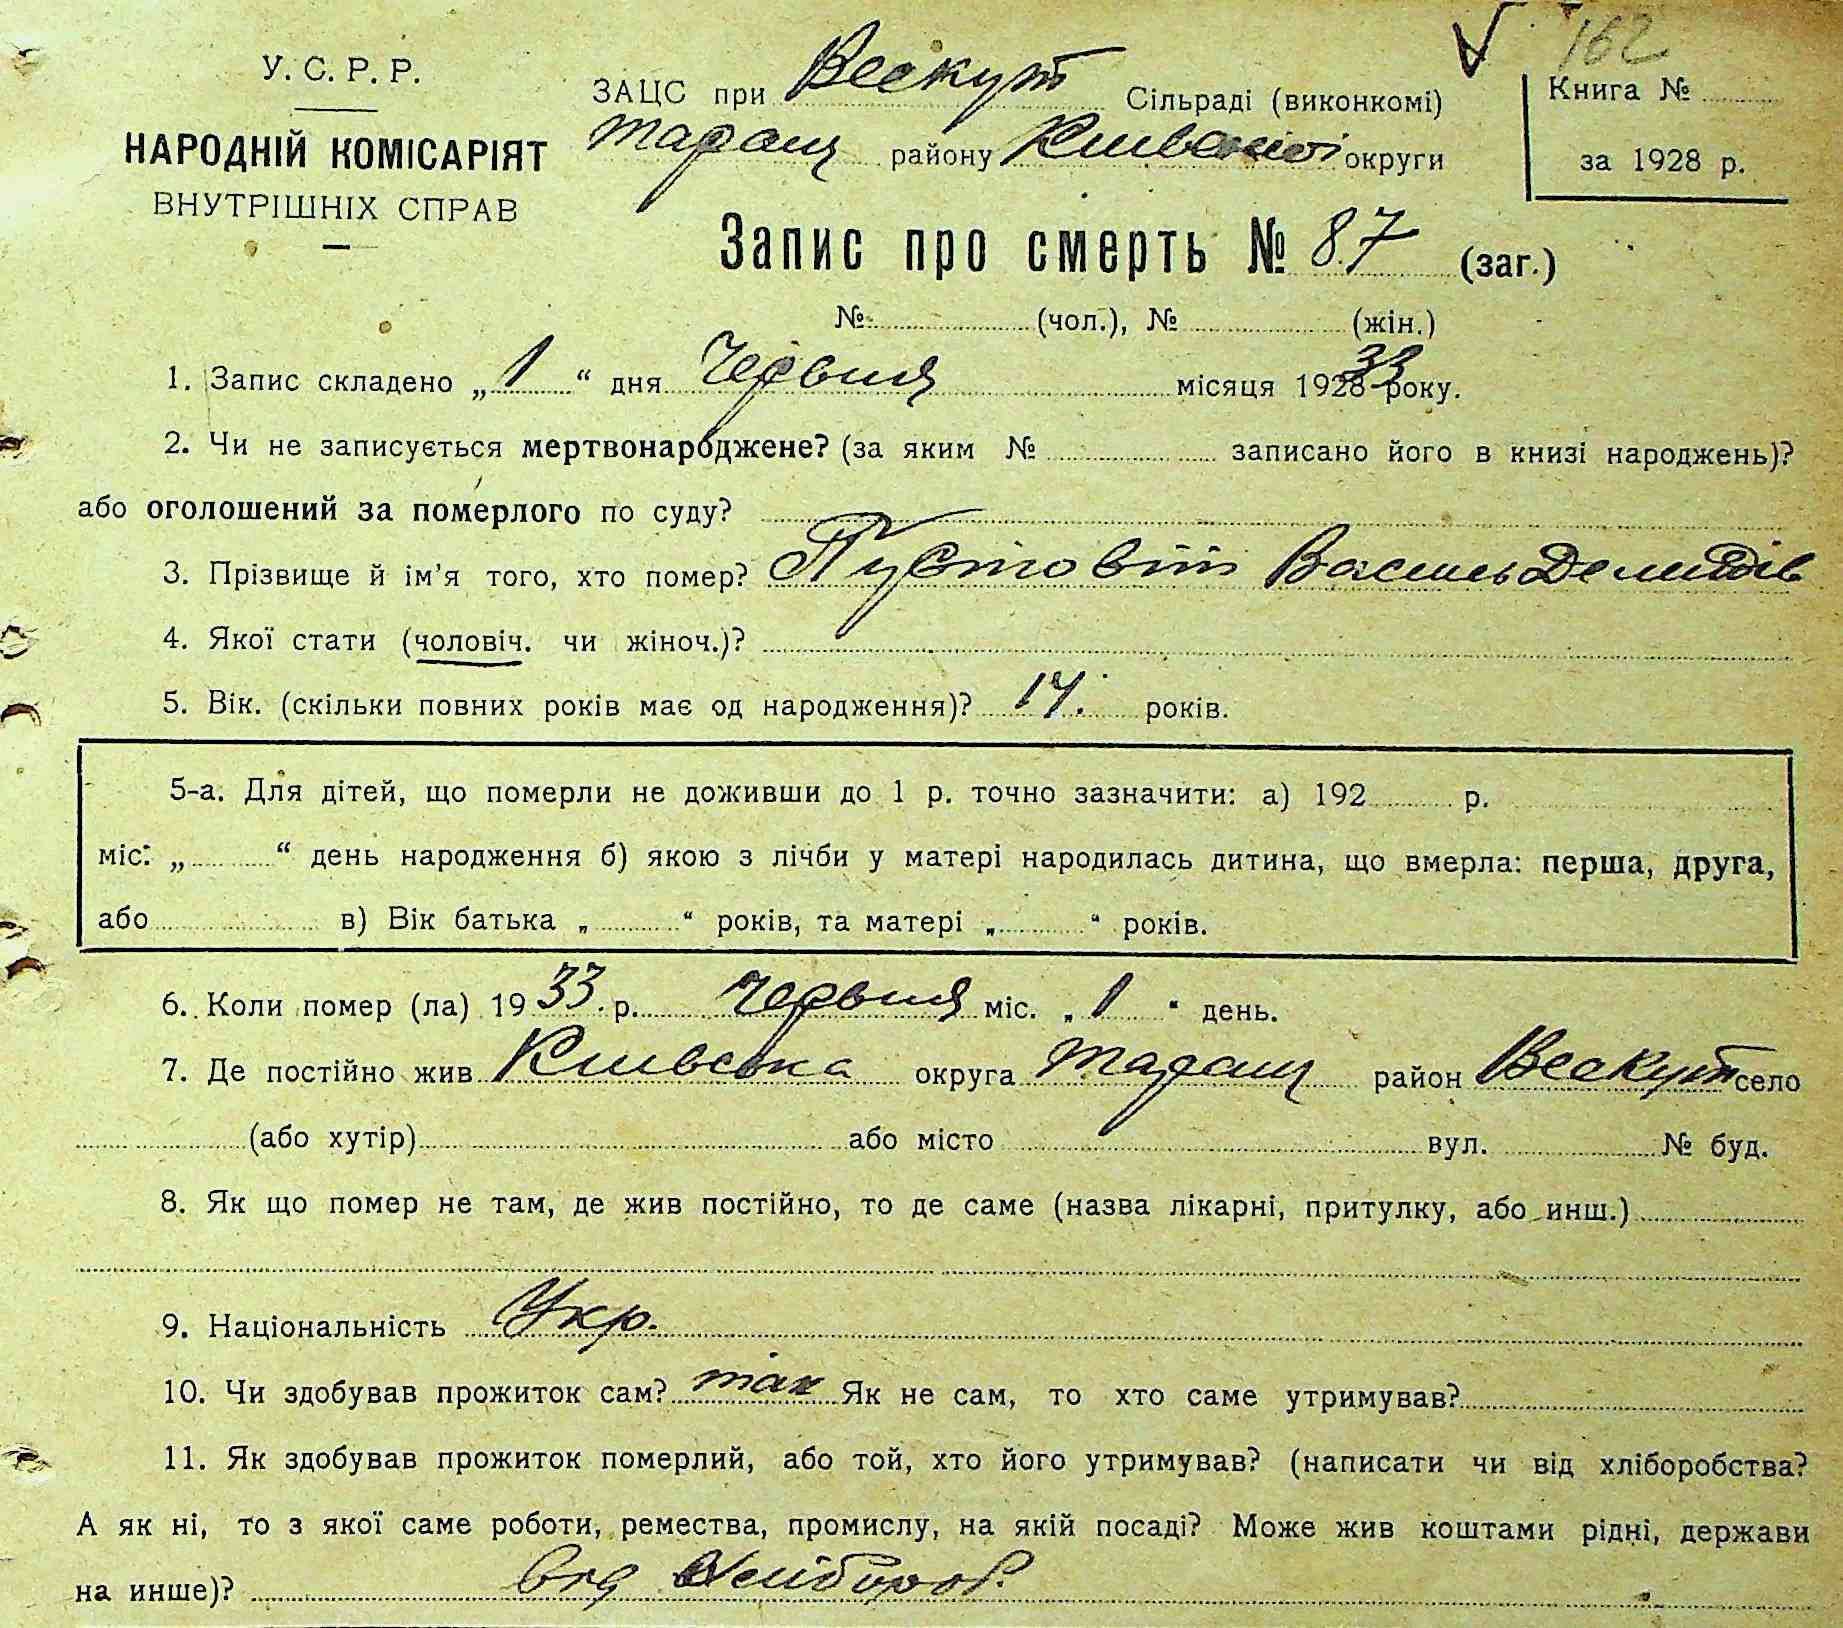 162
У. С. Р. Р.
НАРОДНІЙ КОМІСАРІЯТ
ВНУТРІШНІХ СПРАВ
ЗАЦС при Вескут Сільраді (виконкомі)
Таращ району Київської округи
Книга №
за 1928 р.
Запис про смерть № 87 (заг.)
№ (чол.), № (жін.)
1. Запис складено „1“ дня Червня місяця 1928 33 року.
2. Чи не записується мертвонароджене? (за яким № записано його в книзі народжень)?
або оголошений за померлого по суду?
3. Прізвище й ім'я того, хто помер? Пустовіт Василь Демидів
4. Якої стати (чоловіч. чи жіноч.)?
5. Вік. (скільки повних років має од народження)? 14. років.
5-а. Для дітей, що померли не доживши до 1 р. точно зазначити: а) 192 р.
міс. „ “ день народження б) якою з лічби у матері народилась дитина, що вмерла: перша, друга,
або в) Вік батька „ “ років, та матері „ “ років.
6. Коли помер (ла) 1933 р. Червня міс. „1“ день.
7. Де постійно жив Київська округа Таращ район Вескут село
(або хутір) або місто вул. № буд.
8. Як що помер не там, де жив постійно, то де саме (назва лікарні, притулку, або инш.)
9. Національність Укр.
10. Чи здобував прожиток сам? так Як не сам, то хто саме утримував?
11. Як здобував прожиток померлий, або той, хто його утримував? (написати чи від хліборобства?
А як ні, то з якої саме роботи, ремества, промислу, на якій посаді? Може жив коштами рідні, держави
на инше)? від